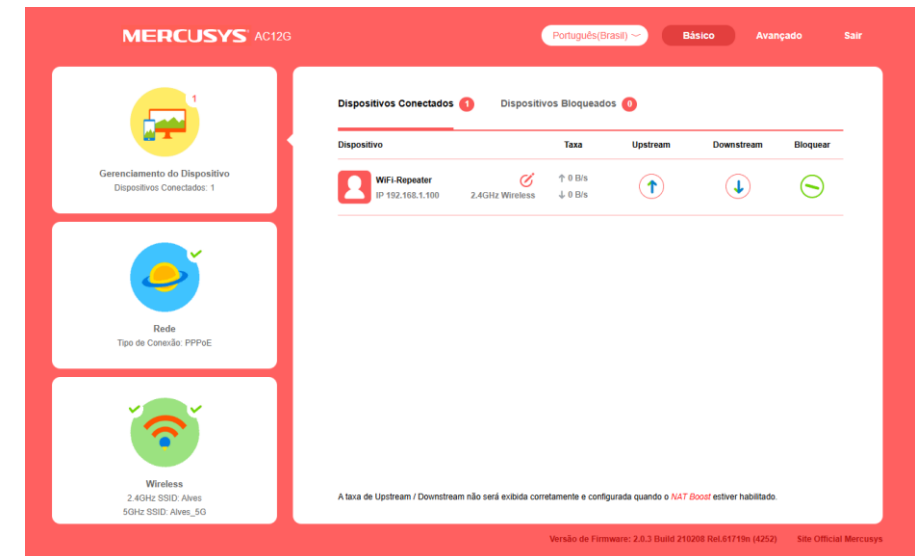 MERCUSYS AC12G
Português(Brasil)
Básico
Avançado
Sair
1
Gerenciamento do Dispositivo
Dispositivos Conectados: 1
Rede
Tipo de Conexão: PPPoE
Wireless
2.4GHz SSID: Alves
5GHz SSID: Alves_5G
Dispositivos Conectados 1
Dispositivos Bloqueados 0
Dispositivo Taxa Upstream Downstream Bloquear
WiFi-Repeater ↑ 0 B/s
IP 192.168.1.100 2.4GHz Wireless ↓ 0 B/s
A taxa de Upstream / Downstream não será exibida corretamente e configurada quando o NAT Boost estiver habilitado.
Versão de Firmware: 2.0.3 Build 210208 Rel.61719n (4252) Site Official Mercusys